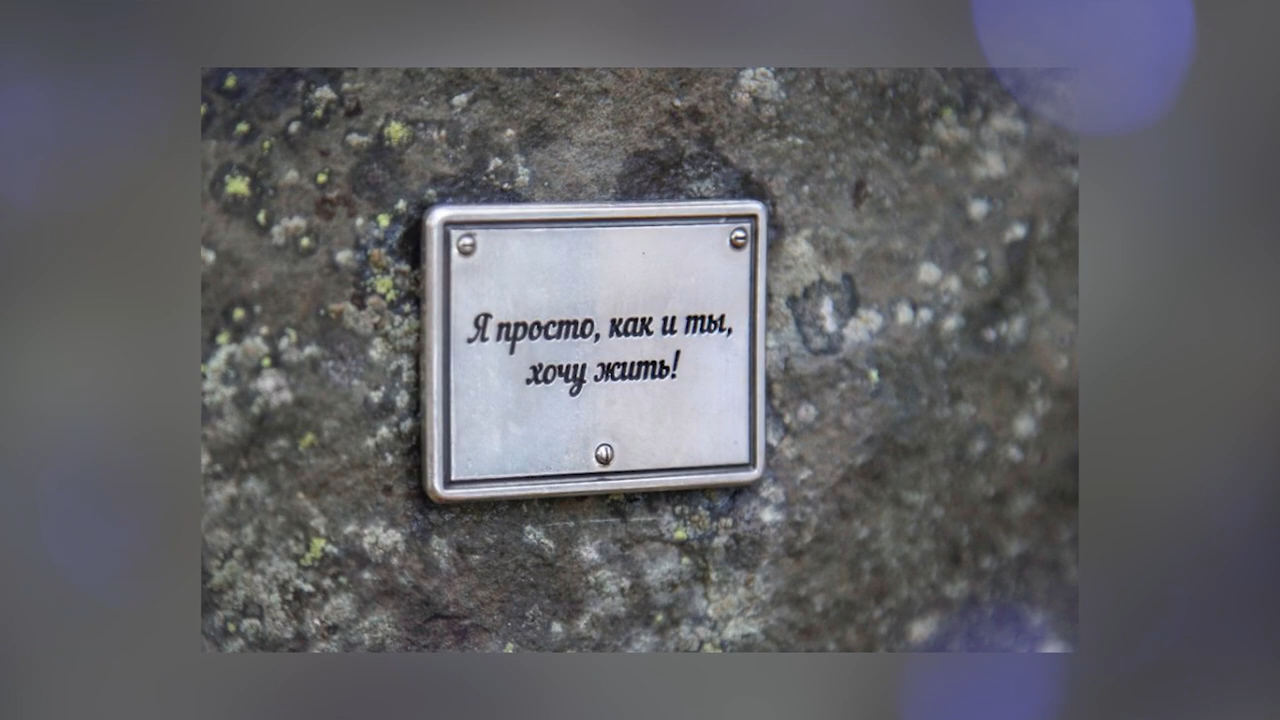 Я просто, как и ты,
хочу жить!